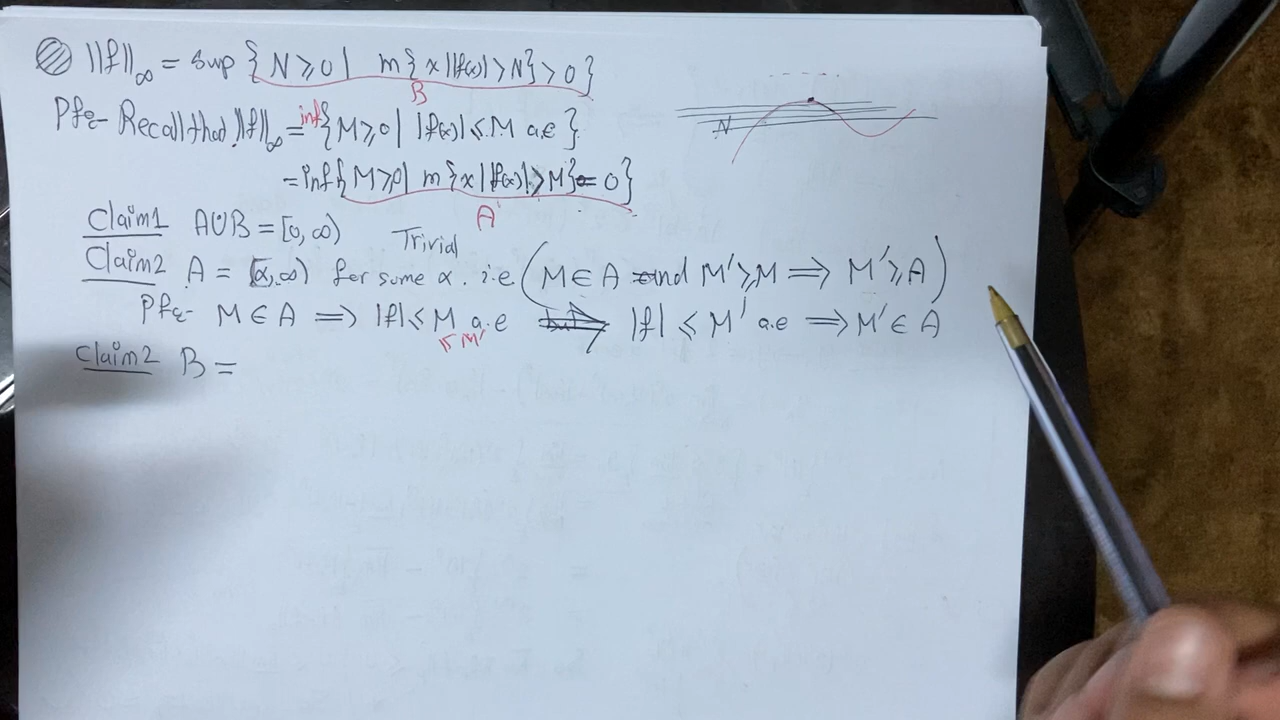 ||f||∞ = Sup { N ≥ 0 | m{ x | |f(x)| > N} > 0}
B
N
Pf:- Recall that ||f||∞ = inf{ M ≥ 0 | |f(x)| ≤ M a.e }
= inf{ M ≥ 0 | m{ x | |f(x)| > M} = 0}
A
Claim1 A∪B = [0, ∞) Trivial
Claim2 A = [α, ∞) for some α. i.e ( M ∈ A and M' ≥ M ⟹ M' ≥ A )
Pf:- M ∈ A ⟹ |f| ≤ M a.e ⟹ |f| ≤ M' a.e ⟹ M' ∈ A
≤ M'
Claim2 B =